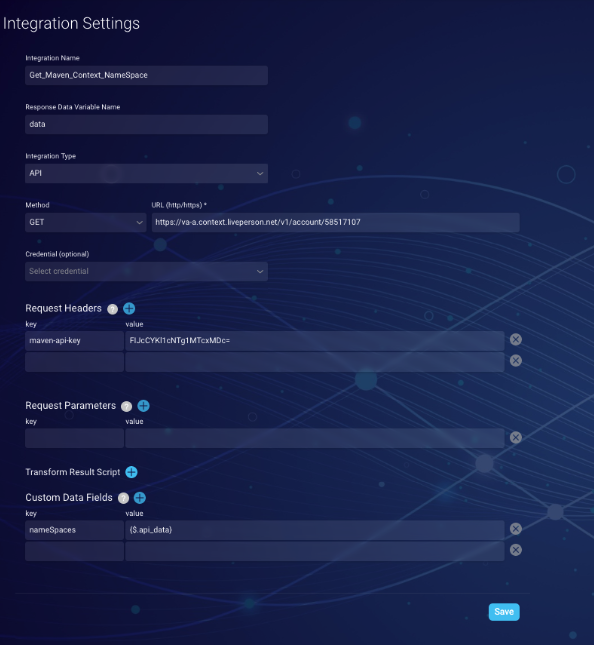 Integration Settings
Integration Name
Get_Maven_Context_NameSpace
Response Data Variable Name
data
Integration Type
API
Method URL (http/https) *
GET https://va-a.context.liveperson.net/v1/account/58517107
Credential (optional)
Select credential
Request Headers ? +
key value
maven-api-key FIJcCYKl1cNTg1MTcxMDc=
Request Parameters ? +
key value
Transform Result Script +
Custom Data Fields ? +
key value
nameSpaces {$.api_data}
Save